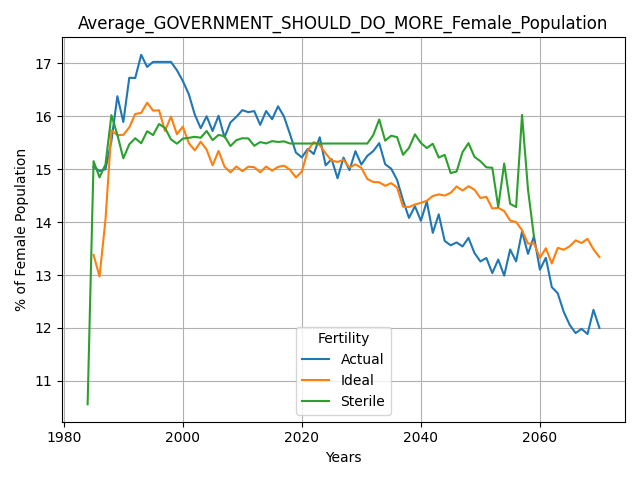 Average_GOVERNMENT_SHOULD_DO_MORE_Female_Population
% of Female Population
17
16
15
14
13
12
11
1980
2000
2020
2040
2060
Years
Fertility
Actual
Ideal
Sterile